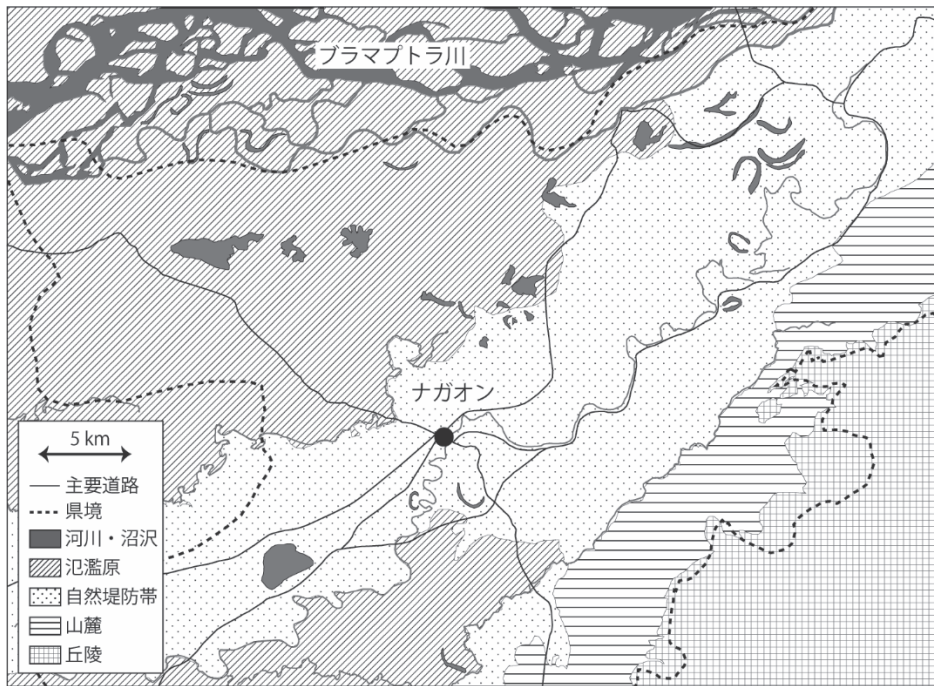 ブラマプトラ川
ナガオン
5 km
主要道路
県境
河川・沼沢
氾濫原
自然堤防帯
山麓
丘陵